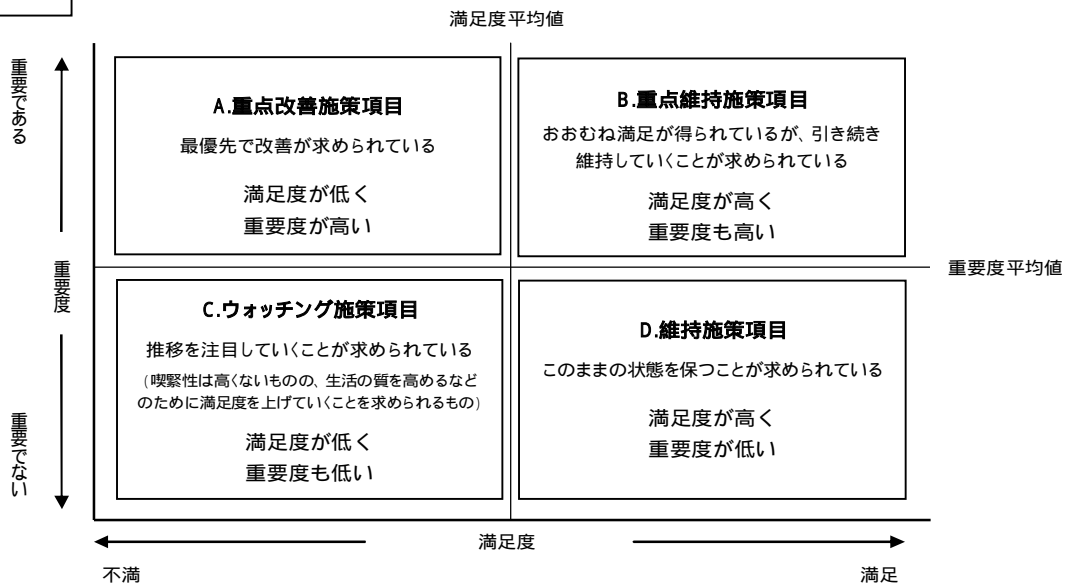 満足度平均値
重要である
A.重点改善施策項目
最優先で改善が求められている
満足度が低く
重要度が高い
B.重点維持施策項目
おおむね満足が得られているが、引き続き
維持していくことが求められている
満足度が高く
重要度も高い
重要度
重要度平均値
C.ウォッチング施策項目
推移を注目していくことが求められている
（喫緊性は高くないものの、生活の質を高めるなど
のために満足度を上げていくことを求められるもの）
満足度が低く
重要度も低い
D.維持施策項目
このままの状態を保つことが求められている
満足度が高く
重要度が低い
重要でない
満足度
不満
満足